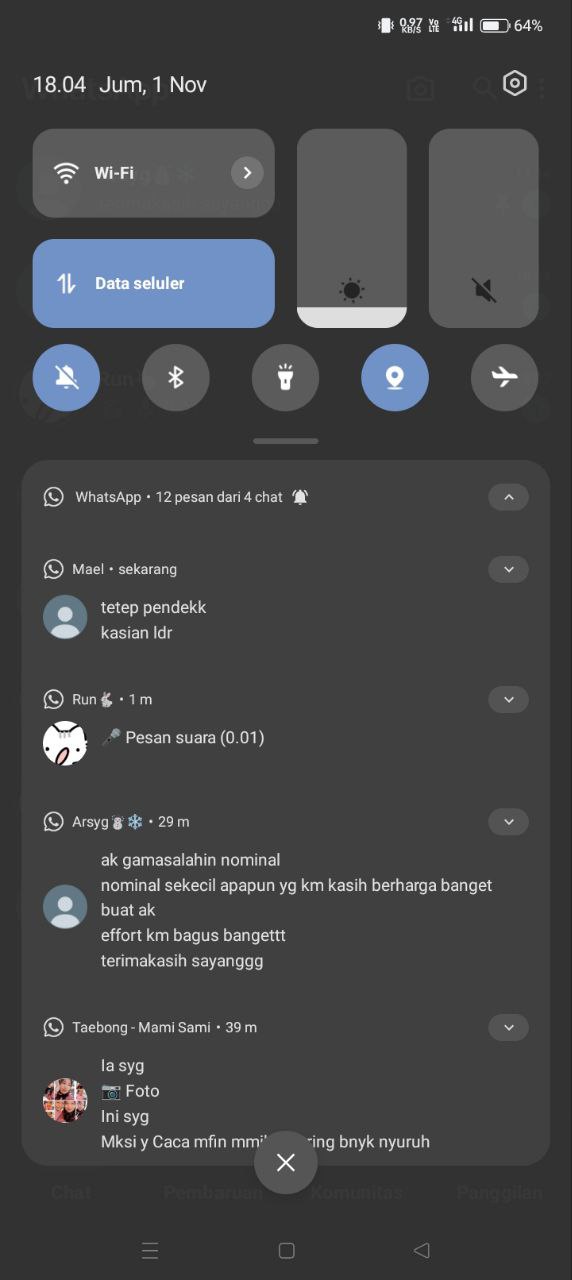 0.97 KB/S Vo LTE 4G 64%
18.04 Jum, 1 Nov
Wi-Fi
Data seluler
WhatsApp • 12 pesan dari 4 chat
Mael • sekarang
tetep pendekk
kasian ldr
Run🐇 • 1 m
🎤 Pesan suara (0.01)
Arsyg☃️❄️ • 29 m
ak gamasalahin nominal
nominal sekecil apapun yg km kasih berharga banget
buat ak
effort km bagus bangettt
terimakasih sayanggg
Taebong - Mami Sami • 39 m
Ia syg
📷 Foto
Ini syg
Mksi y Caca mfin bnyk nyuruh
Chat Pembaruan Komunitas Panggilan